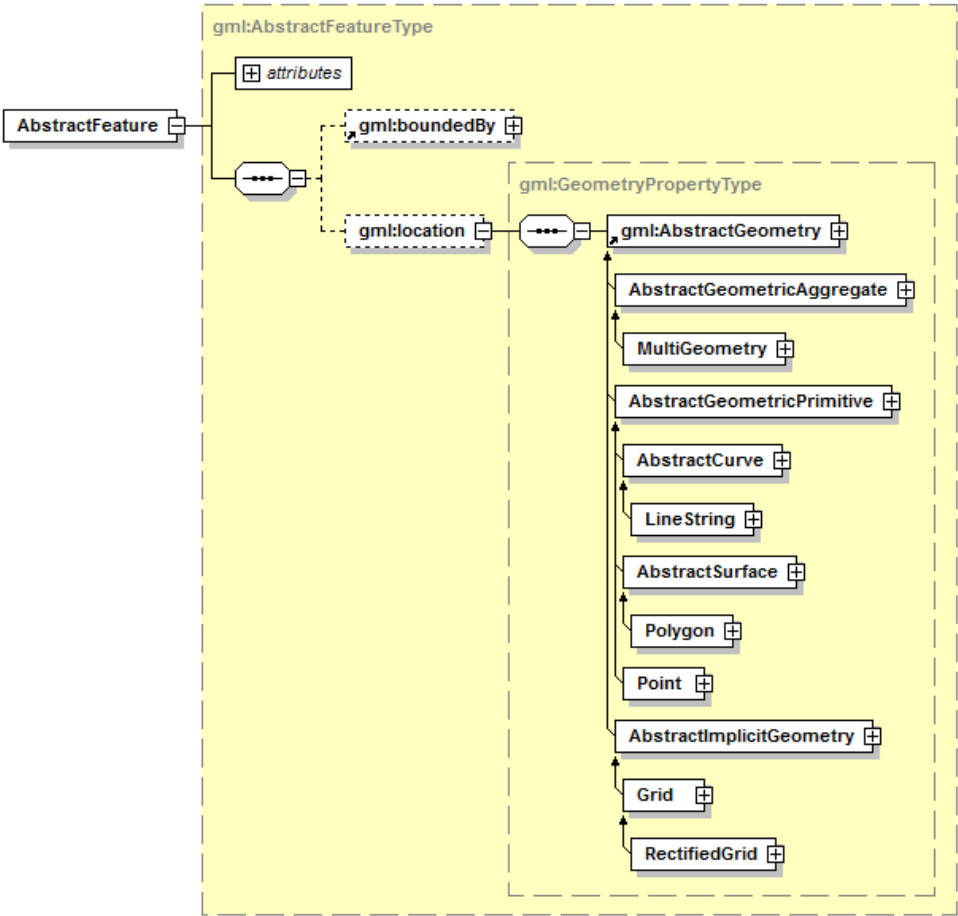 gml:AbstractFeatureType
attributes
AbstractFeature
gml:boundedBy
gml:GeometryPropertyType
gml:location
gml:AbstractGeometry
AbstractGeometricAggregate
MultiGeometry
AbstractGeometricPrimitive
AbstractCurve
LineString
AbstractSurface
Polygon
Point
AbstractImplicitGeometry
Grid
RectifiedGrid